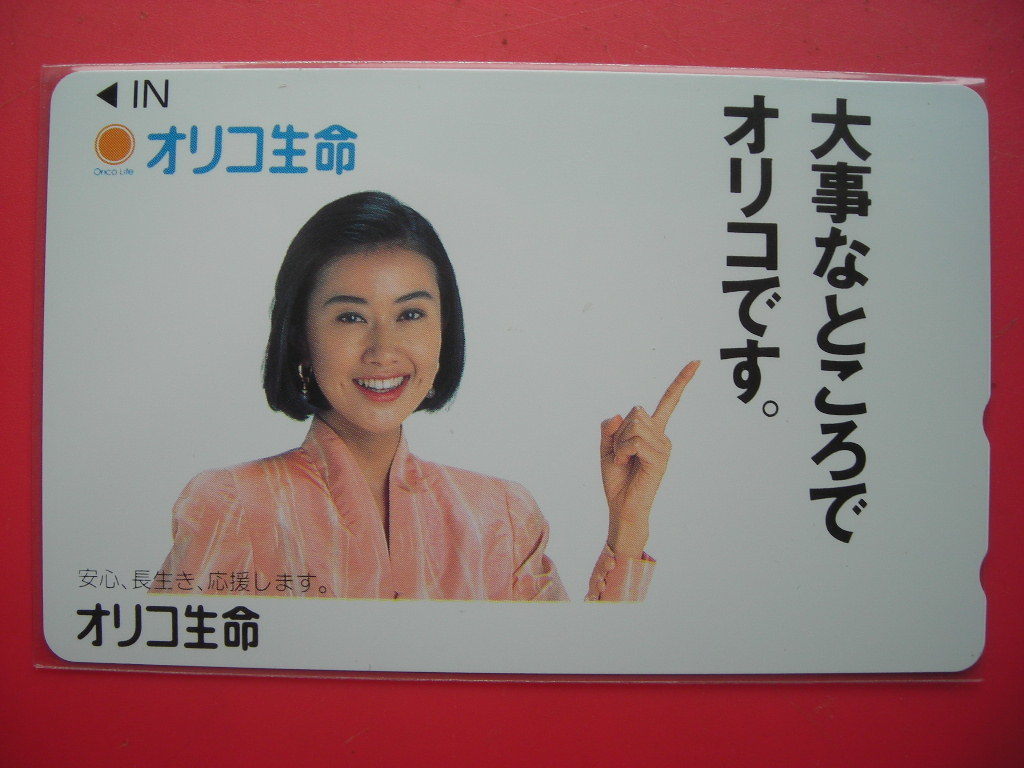 ◀ IN
オリコ生命
Orico Life
大事なところで
オリコです。
安心、長生き、応援します。
オリコ生命